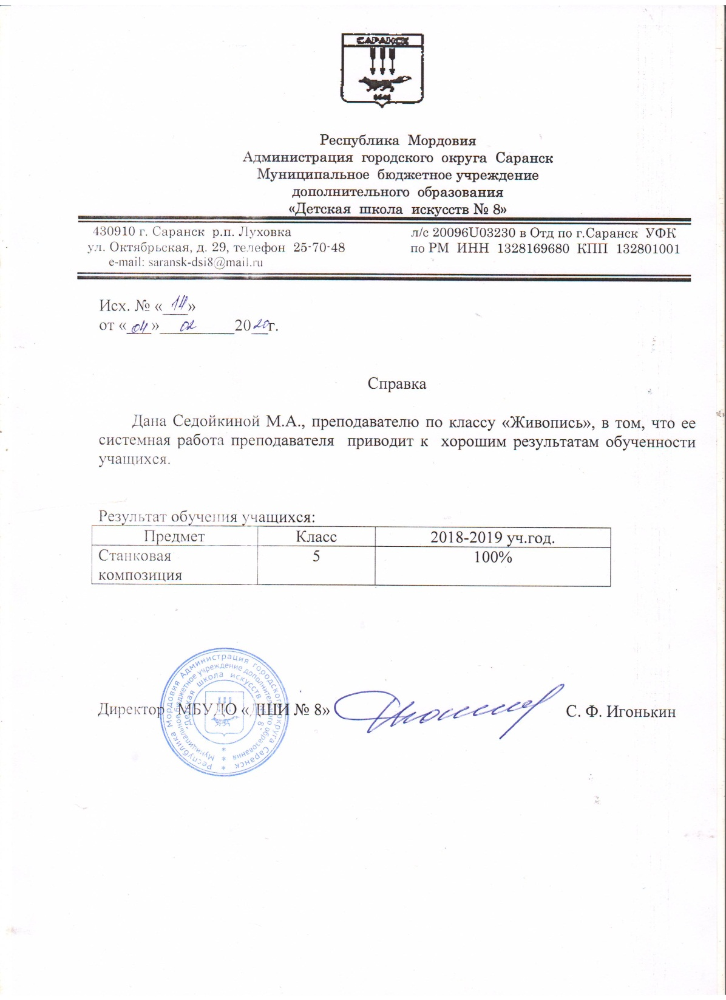 САРАНСК
1641
Республика Мордовия
Администрация городского округа Саранск
Муниципальное бюджетное учреждение
дополнительного образования
«Детская школа искусств № 8»
430910 г. Саранск р.п. Луховка
ул. Октябрьская, д. 29, телефон 25-70-48
e-mail: saransk-dsi8@mail.ru
л/с 20096U03230 в Отд по г.Саранск УФК
по РМ ИНН 1328169680 КПП 132801001
Исх. № «14»
от «04» 02 2020г.
Справка
Дана Седойкиной М.А., преподавателю по классу «Живопись», в том, что ее
системная работа преподавателя приводит к хорошим результатам обученности
учащихся.
Результат обучения учащихся:
Предмет Класс 2018-2019 уч.год.
Станковая 5 100%
композиция
Директор МБУДО «ДШИ № 8» С. Ф. Игонькин
Республика Мордовия Администрация городского округа Саранск
Муниципальное бюджетное учреждение дополнительного образования
"Детская школа искусств № 8"